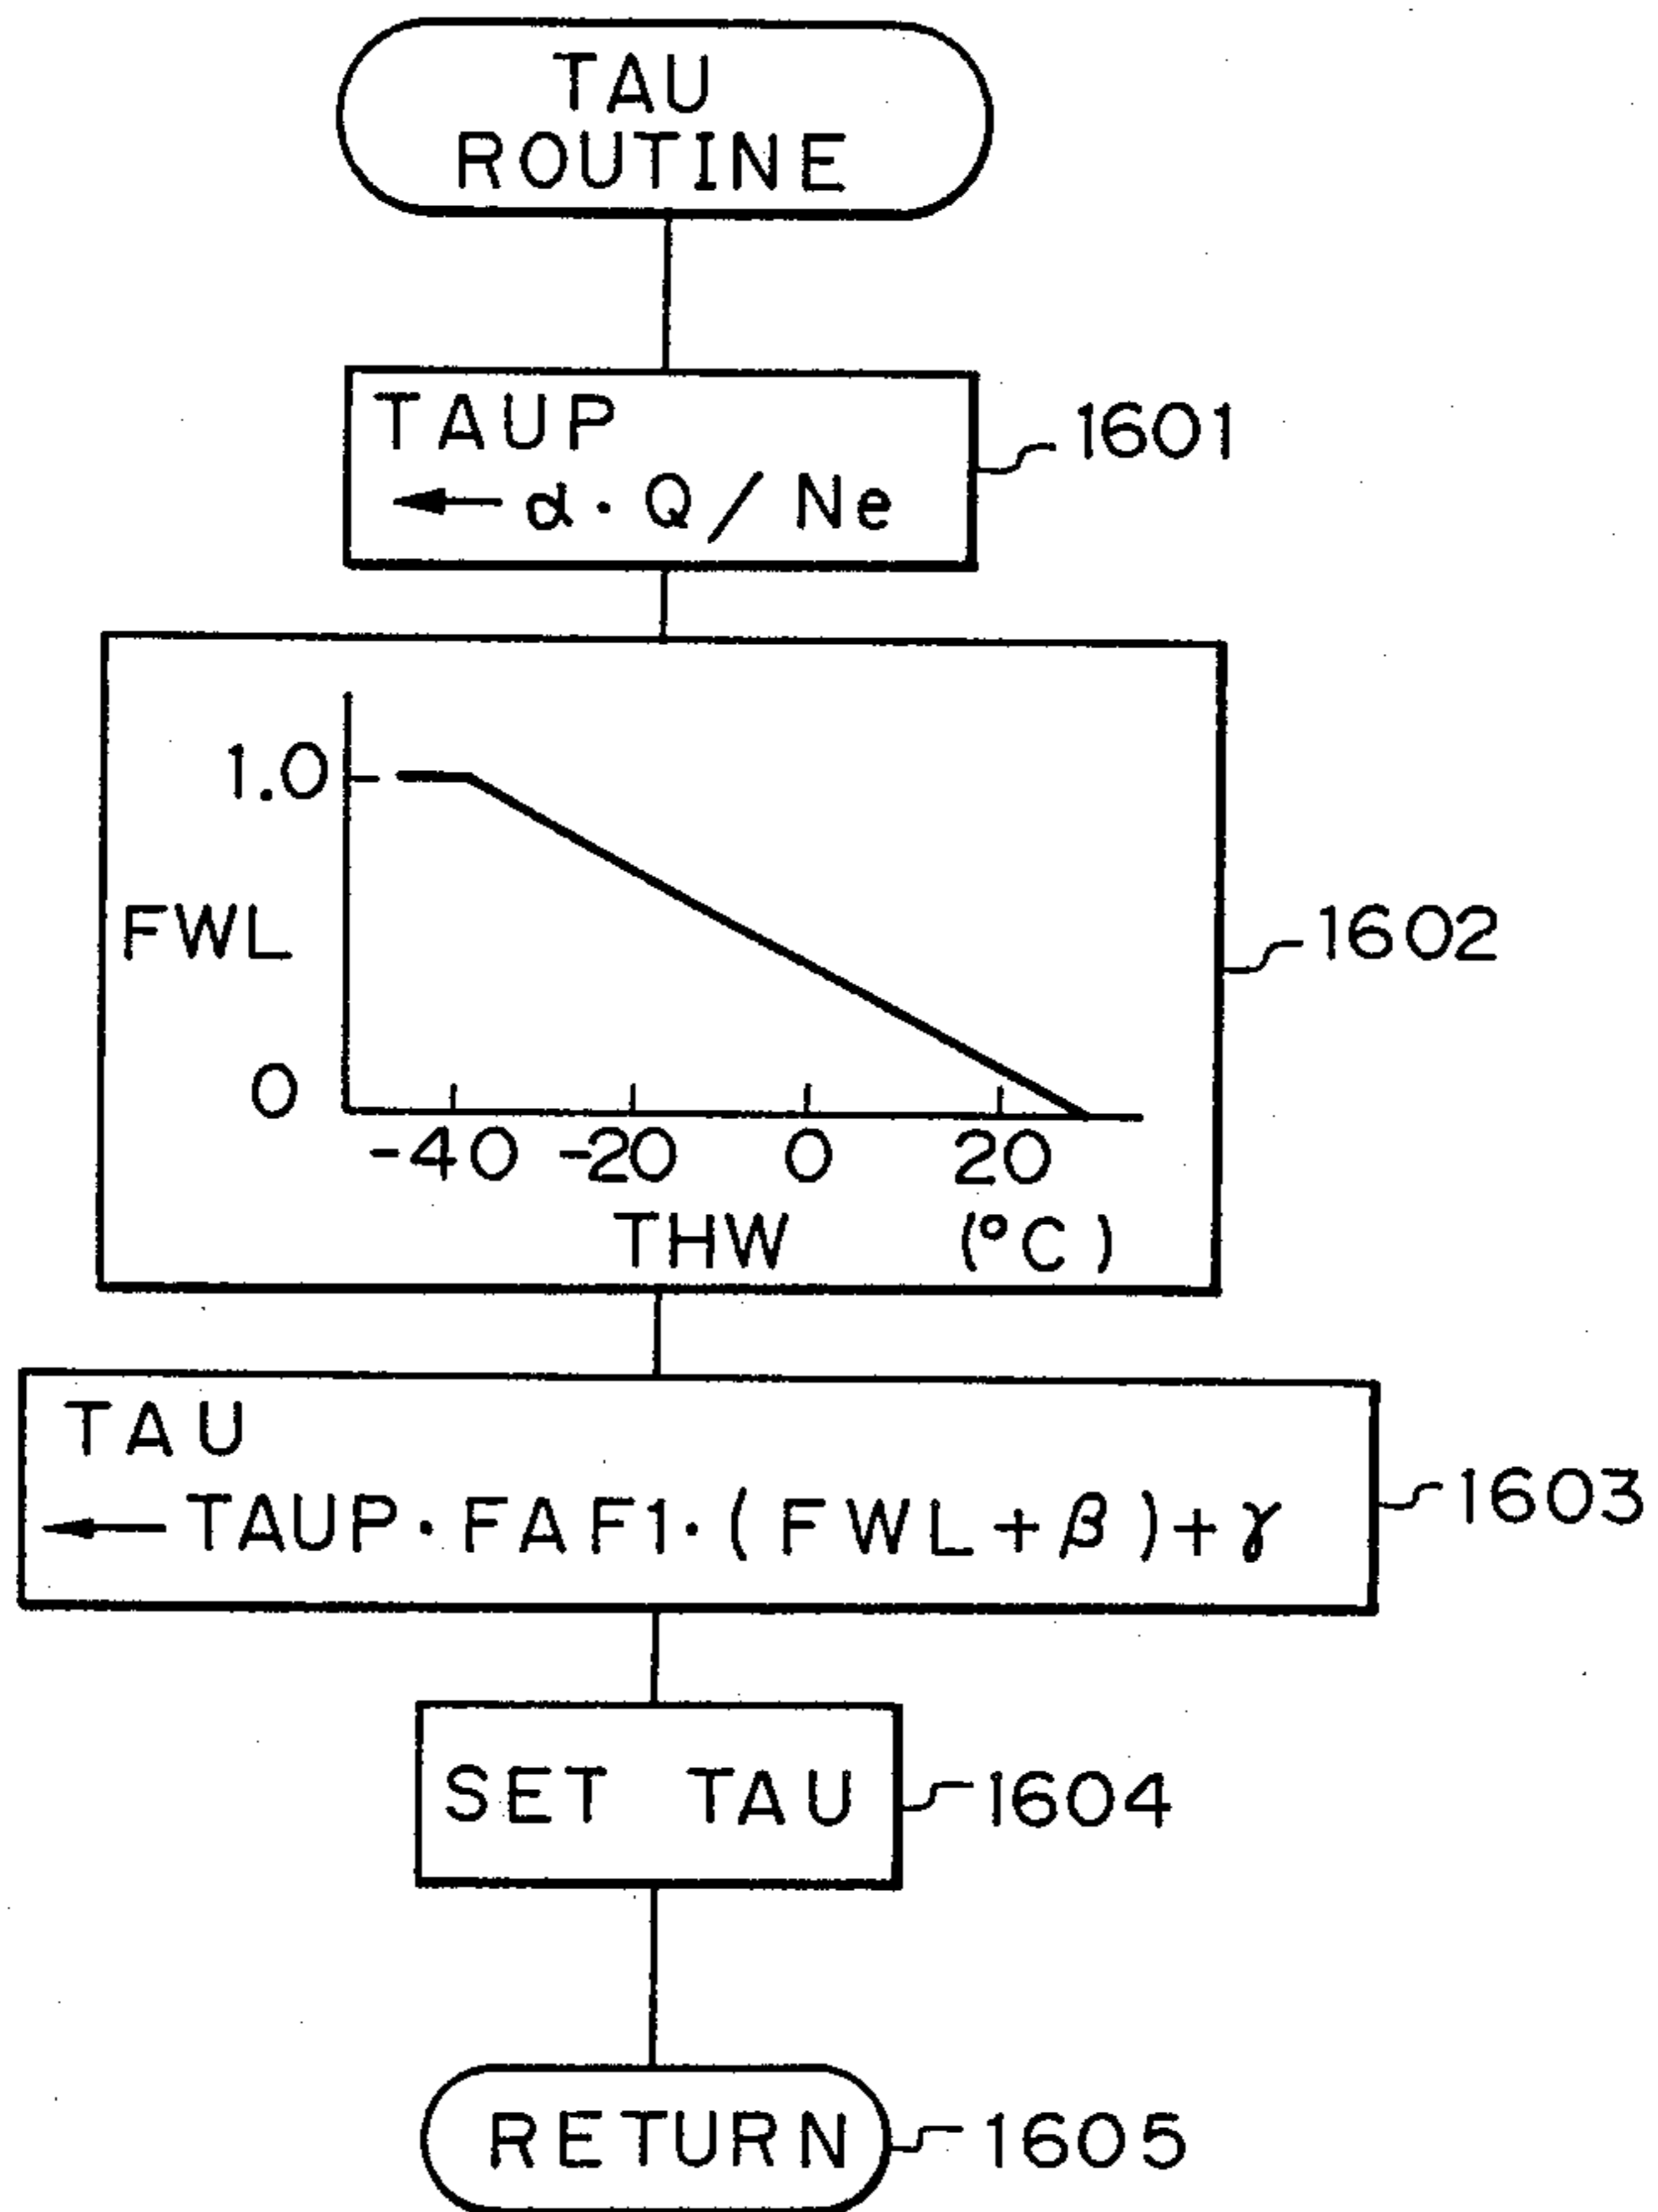 TAU
ROUTINE
TAUP
← α·Q/Ne
1601
1.0
FWL
0
-40 -20 0 20
THW (°C)
1602
TAU
← TAUP·FAF1·(FWL+β)+γ
1603
SET TAU
1604
RETURN
1605